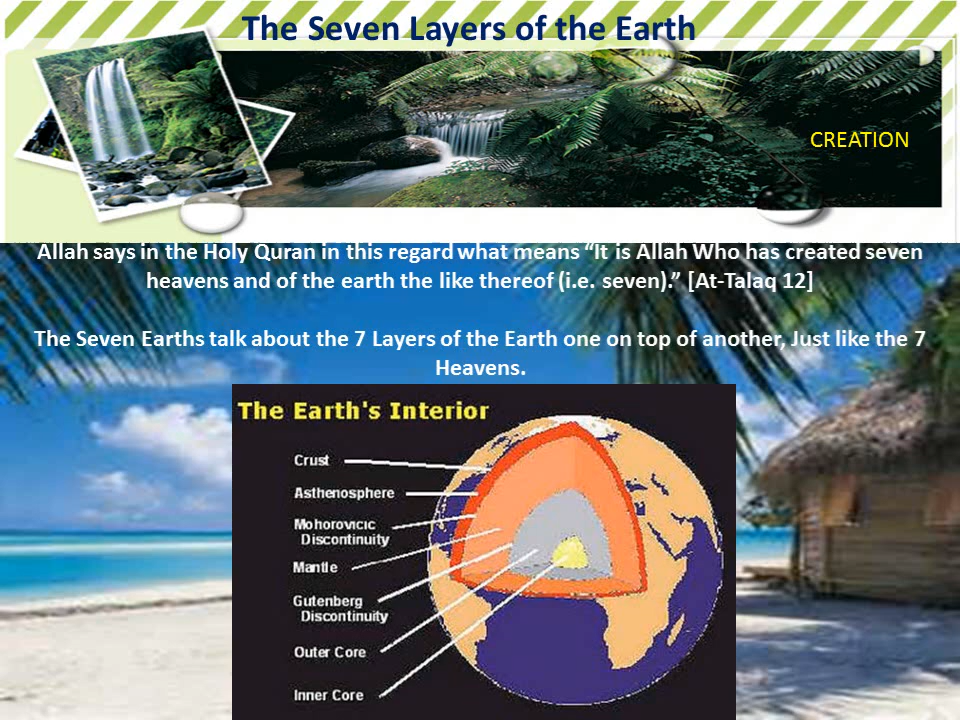 The Seven Layers of the Earth
CREATION
Allah says in the Holy Quran in this regard what means “It is Allah Who has created seven
heavens and of the earth the like thereof (i.e. seven).” [At-Talaq 12]
The Seven Earths talk about the 7 Layers of the Earth one on top of another, Just like the 7
Heavens.
The Earth's Interior
Crust
Asthenosphere
Mohorovicic
Discontinuity
Mantle
Gutenberg
Discontinuity
Outer Core
Inner Core